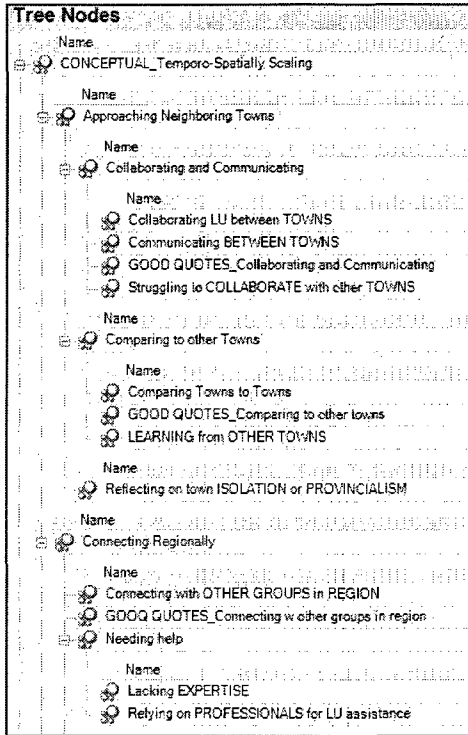 Tree Nodes
Name
CONCEPTUAL_Temporo-Spatially Scaling
Name
Approaching Neighboring Towns
Name
Collaborating and Communicating
Name
Collaborating LU between TOWNS
Communicating BETWEEN TOWNS
GOOD QUOTES_Collaborating and Communicating
Struggling to COLLABORATE with other TOWNS
Name
Comparing to other Towns
Name
Comparing Towns to Towns
GOOD QUOTES_Comparing to other towns
LEARNING from OTHER TOWNS
Name
Reflecting on town ISOLATION or PROVINCIALISM
Name
Connecting Regionally
Name
Connecting with OTHER GROUPS in REGION
GOOD QUOTES_Connecting w other groups in region
Needing help
Name
Lacking EXPERTISE
Relying on PROFESSIONALS for LU assistance